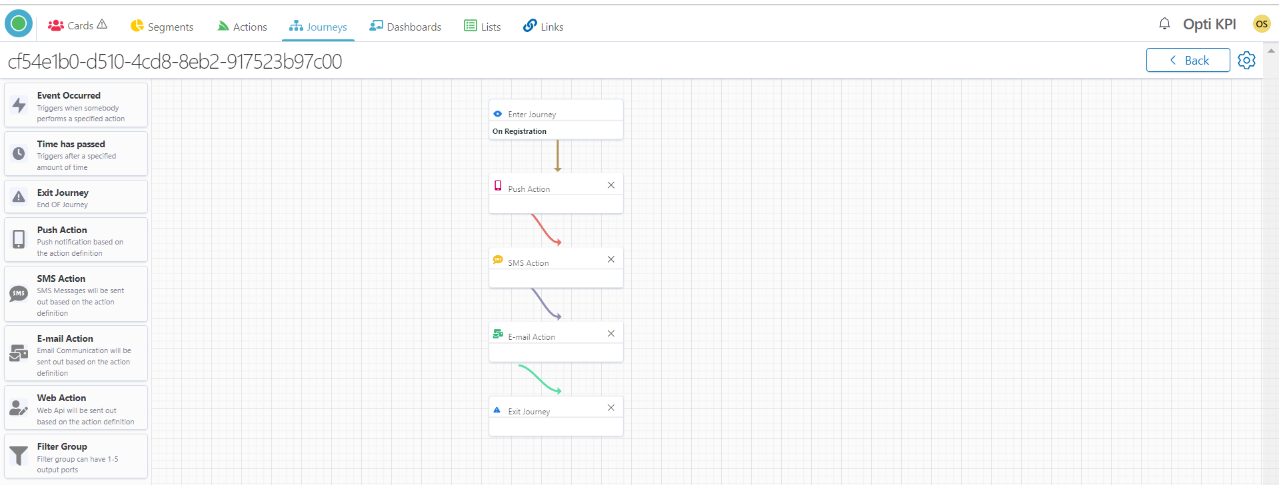 Cards Segments Actions Journeys Dashboards Lists Links Opti KPI OS
cf54e1b0-d510-4cd8-8eb2-917523b97c00 Back
Event Occurred
Triggers when somebody
performs a specified action
Time has passed
Triggers after a specified
amount of time
Exit Journey
End OF Journey
Push Action
Push notification based on
the action definition
SMS
SMS Action
SMS Messages will be sent
out based on the action
definition
E-mail Action
Email Communication will be
sent out based on the action
definition
Web Action
Web Api will be sent out
based on the action definition
Filter Group
Filter group can have 1-5
output ports
Enter Journey
On Registration
Push Action
SMS Action
E-mail Action
Exit Journey